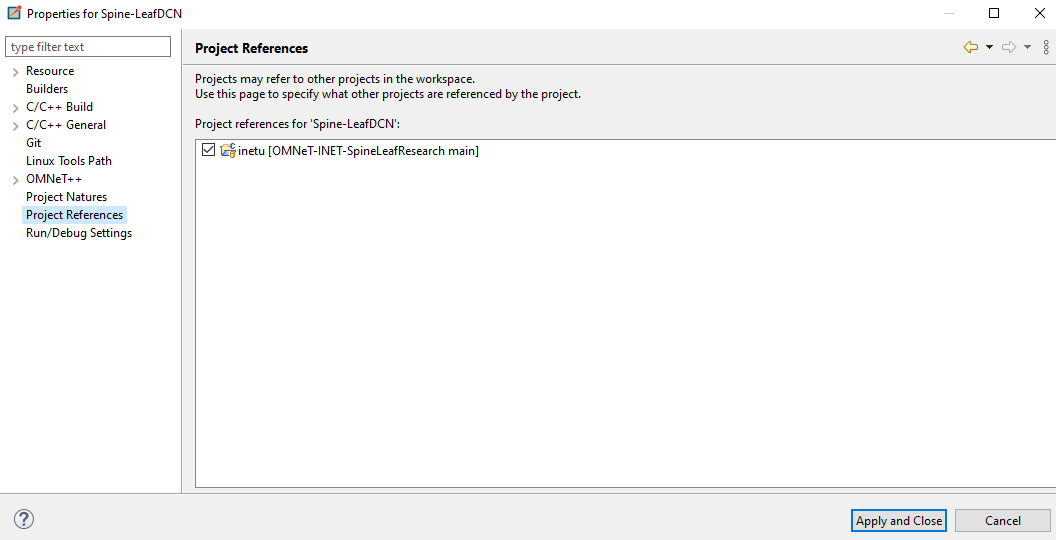 Properties for Spine-LeafDCN
type filter text
Resource
Builders
C/C++ Build
C/C++ General
Git
Linux Tools Path
OMNeT++
Project Natures
Project References
Run/Debug Settings
Project References
Projects may refer to other projects in the workspace.
Use this page to specify what other projects are referenced by the project.
Project references for 'Spine-LeafDCN':
inetu [OMNeT-INET-SpineLeafResearch main]
Apply and Close
Cancel